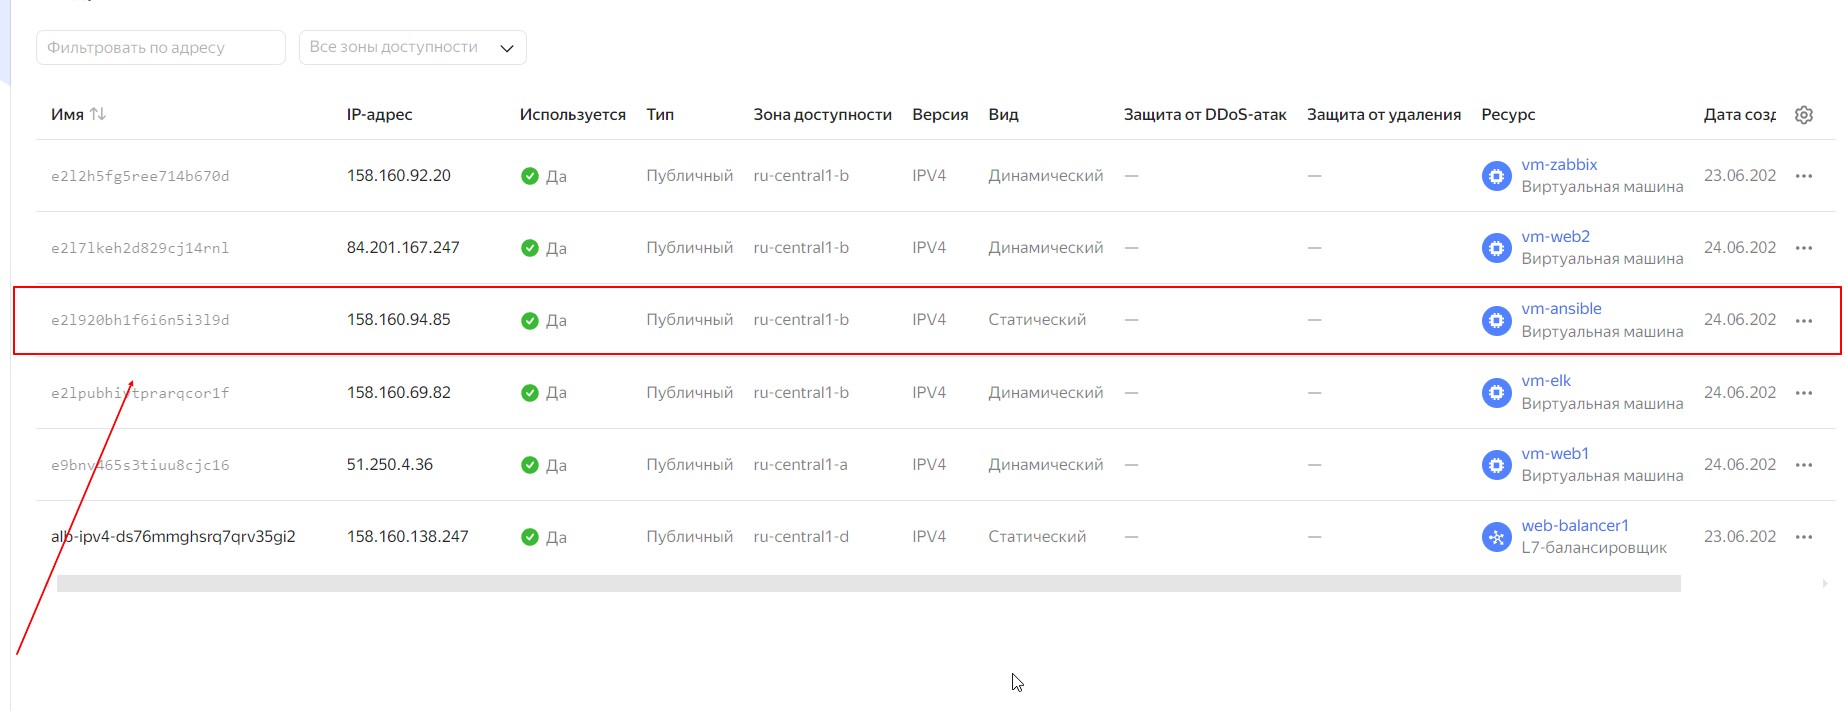 Фильтровать по адресу Все зоны доступности
Имя IP-адрес Используется Тип Зона доступности Версия Вид Защита от DDoS-атак Защита от удаления Ресурс Дата созд
e2l2h5fg5ree714b670d 158.160.92.20 Да Публичный ru-central1-b IPV4 Динамический — — vm-zabbix 23.06.202 ...
Виртуальная машина
e2l7lkeh2d829cj14rnl 84.201.167.247 Да Публичный ru-central1-b IPV4 Динамический — — vm-web2 24.06.202 ...
Виртуальная машина
e2l920bh1f6i6n5i3l9d 158.160.94.85 Да Публичный ru-central1-b IPV4 Статический — — vm-ansible 24.06.202 ...
Виртуальная машина
e2lpubhivtprarqcor1f 158.160.69.82 Да Публичный ru-central1-b IPV4 Динамический — — vm-elk 24.06.202 ...
Виртуальная машина
e9bnv465s3tiuu8cjc16 51.250.4.36 Да Публичный ru-central1-a IPV4 Динамический — — vm-web1 24.06.202 ...
Виртуальная машина
alb-ipv4-ds76mmghsrq7qrv35gi2 158.160.138.247 Да Публичный ru-central1-d IPV4 Статический — — web-balancer1 23.06.202 ...
L7-балансировщик